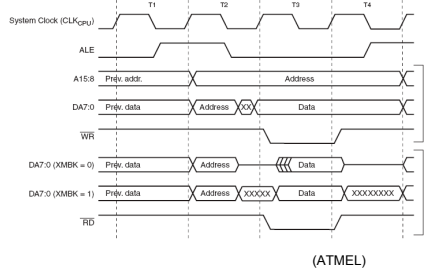 T1 T2 T3 T4
System Clock (CLKCPU)
ALE
A15:8 Prev. addr. Address
DA7:0 Prev. data Address XX Data
WR
DA7:0 (XMBK = 0) Prev. data Address Data
DA7:0 (XMBK = 1) Prev. data Address XXXXX Data XXXXXXXX
RD
(ATMEL)